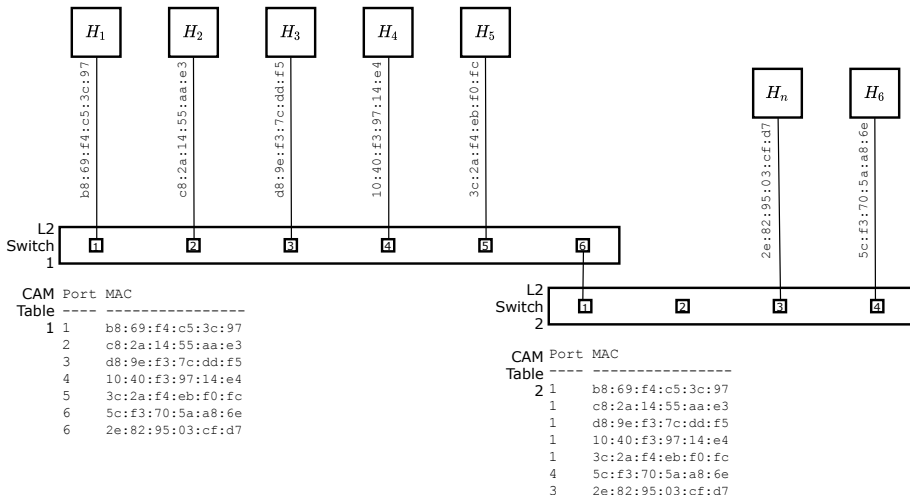 H1 H2 H3 H4 H5
Hn H6
b8:69:f4:c5:3c:97
c8:2a:14:55:aa:e3
d8:9e:f3:7c:dd:f5
10:40:f3:97:14:e4
3c:2a:f4:eb:f0:fc
2e:82:95:03:cf:d7
5c:f3:70:5a:a8:6e
L2
Switch
1
1 2 3 4 5 6
CAM
Table
1
Port MAC
---- -----------------
1 b8:69:f4:c5:3c:97
2 c8:2a:14:55:aa:e3
3 d8:9e:f3:7c:dd:f5
4 10:40:f3:97:14:e4
5 3c:2a:f4:eb:f0:fc
6 5c:f3:70:5a:a8:6e
6 2e:82:95:03:cf:d7
L2
Switch
2
1 2 3 4
CAM
Table
2
Port MAC
---- -----------------
1 b8:69:f4:c5:3c:97
1 c8:2a:14:55:aa:e3
1 d8:9e:f3:7c:dd:f5
1 10:40:f3:97:14:e4
1 3c:2a:f4:eb:f0:fc
4 5c:f3:70:5a:a8:6e
3 2e:82:95:03:cf:d7